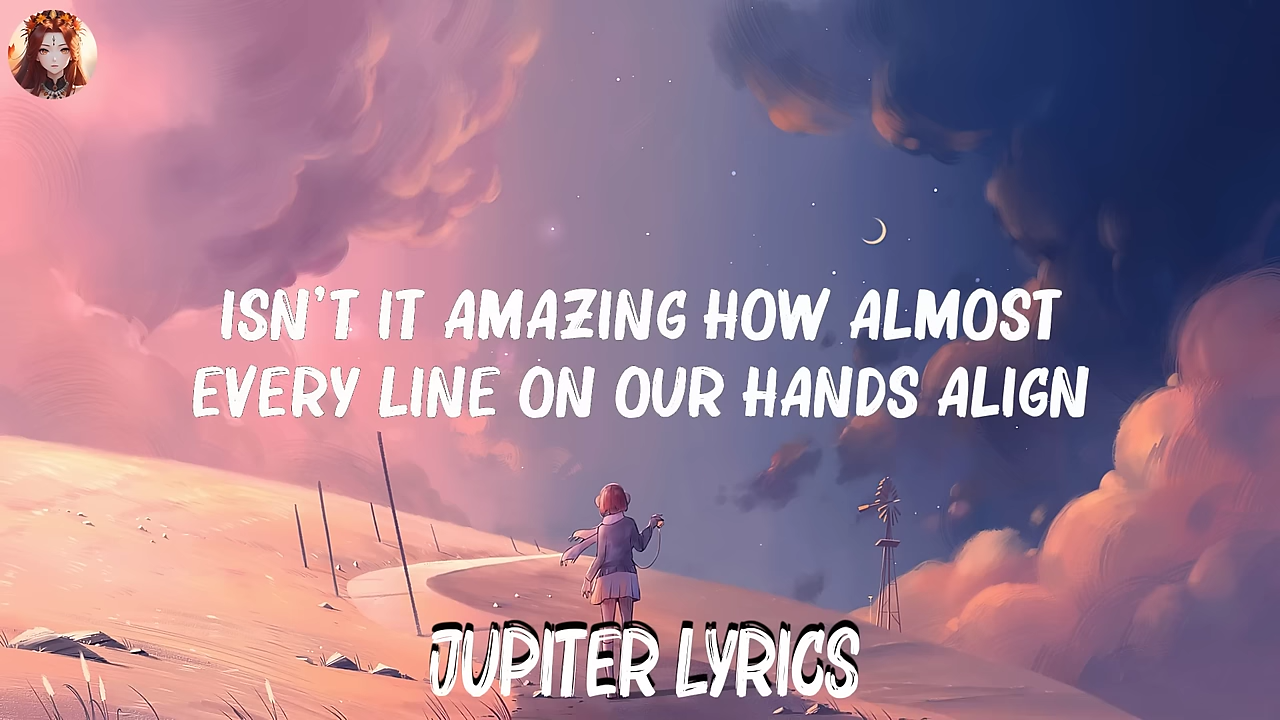 ISN'T IT AMAZING HOW ALMOST
EVERY LINE ON OUR HANDS ALIGN
JUPITER LYRICS